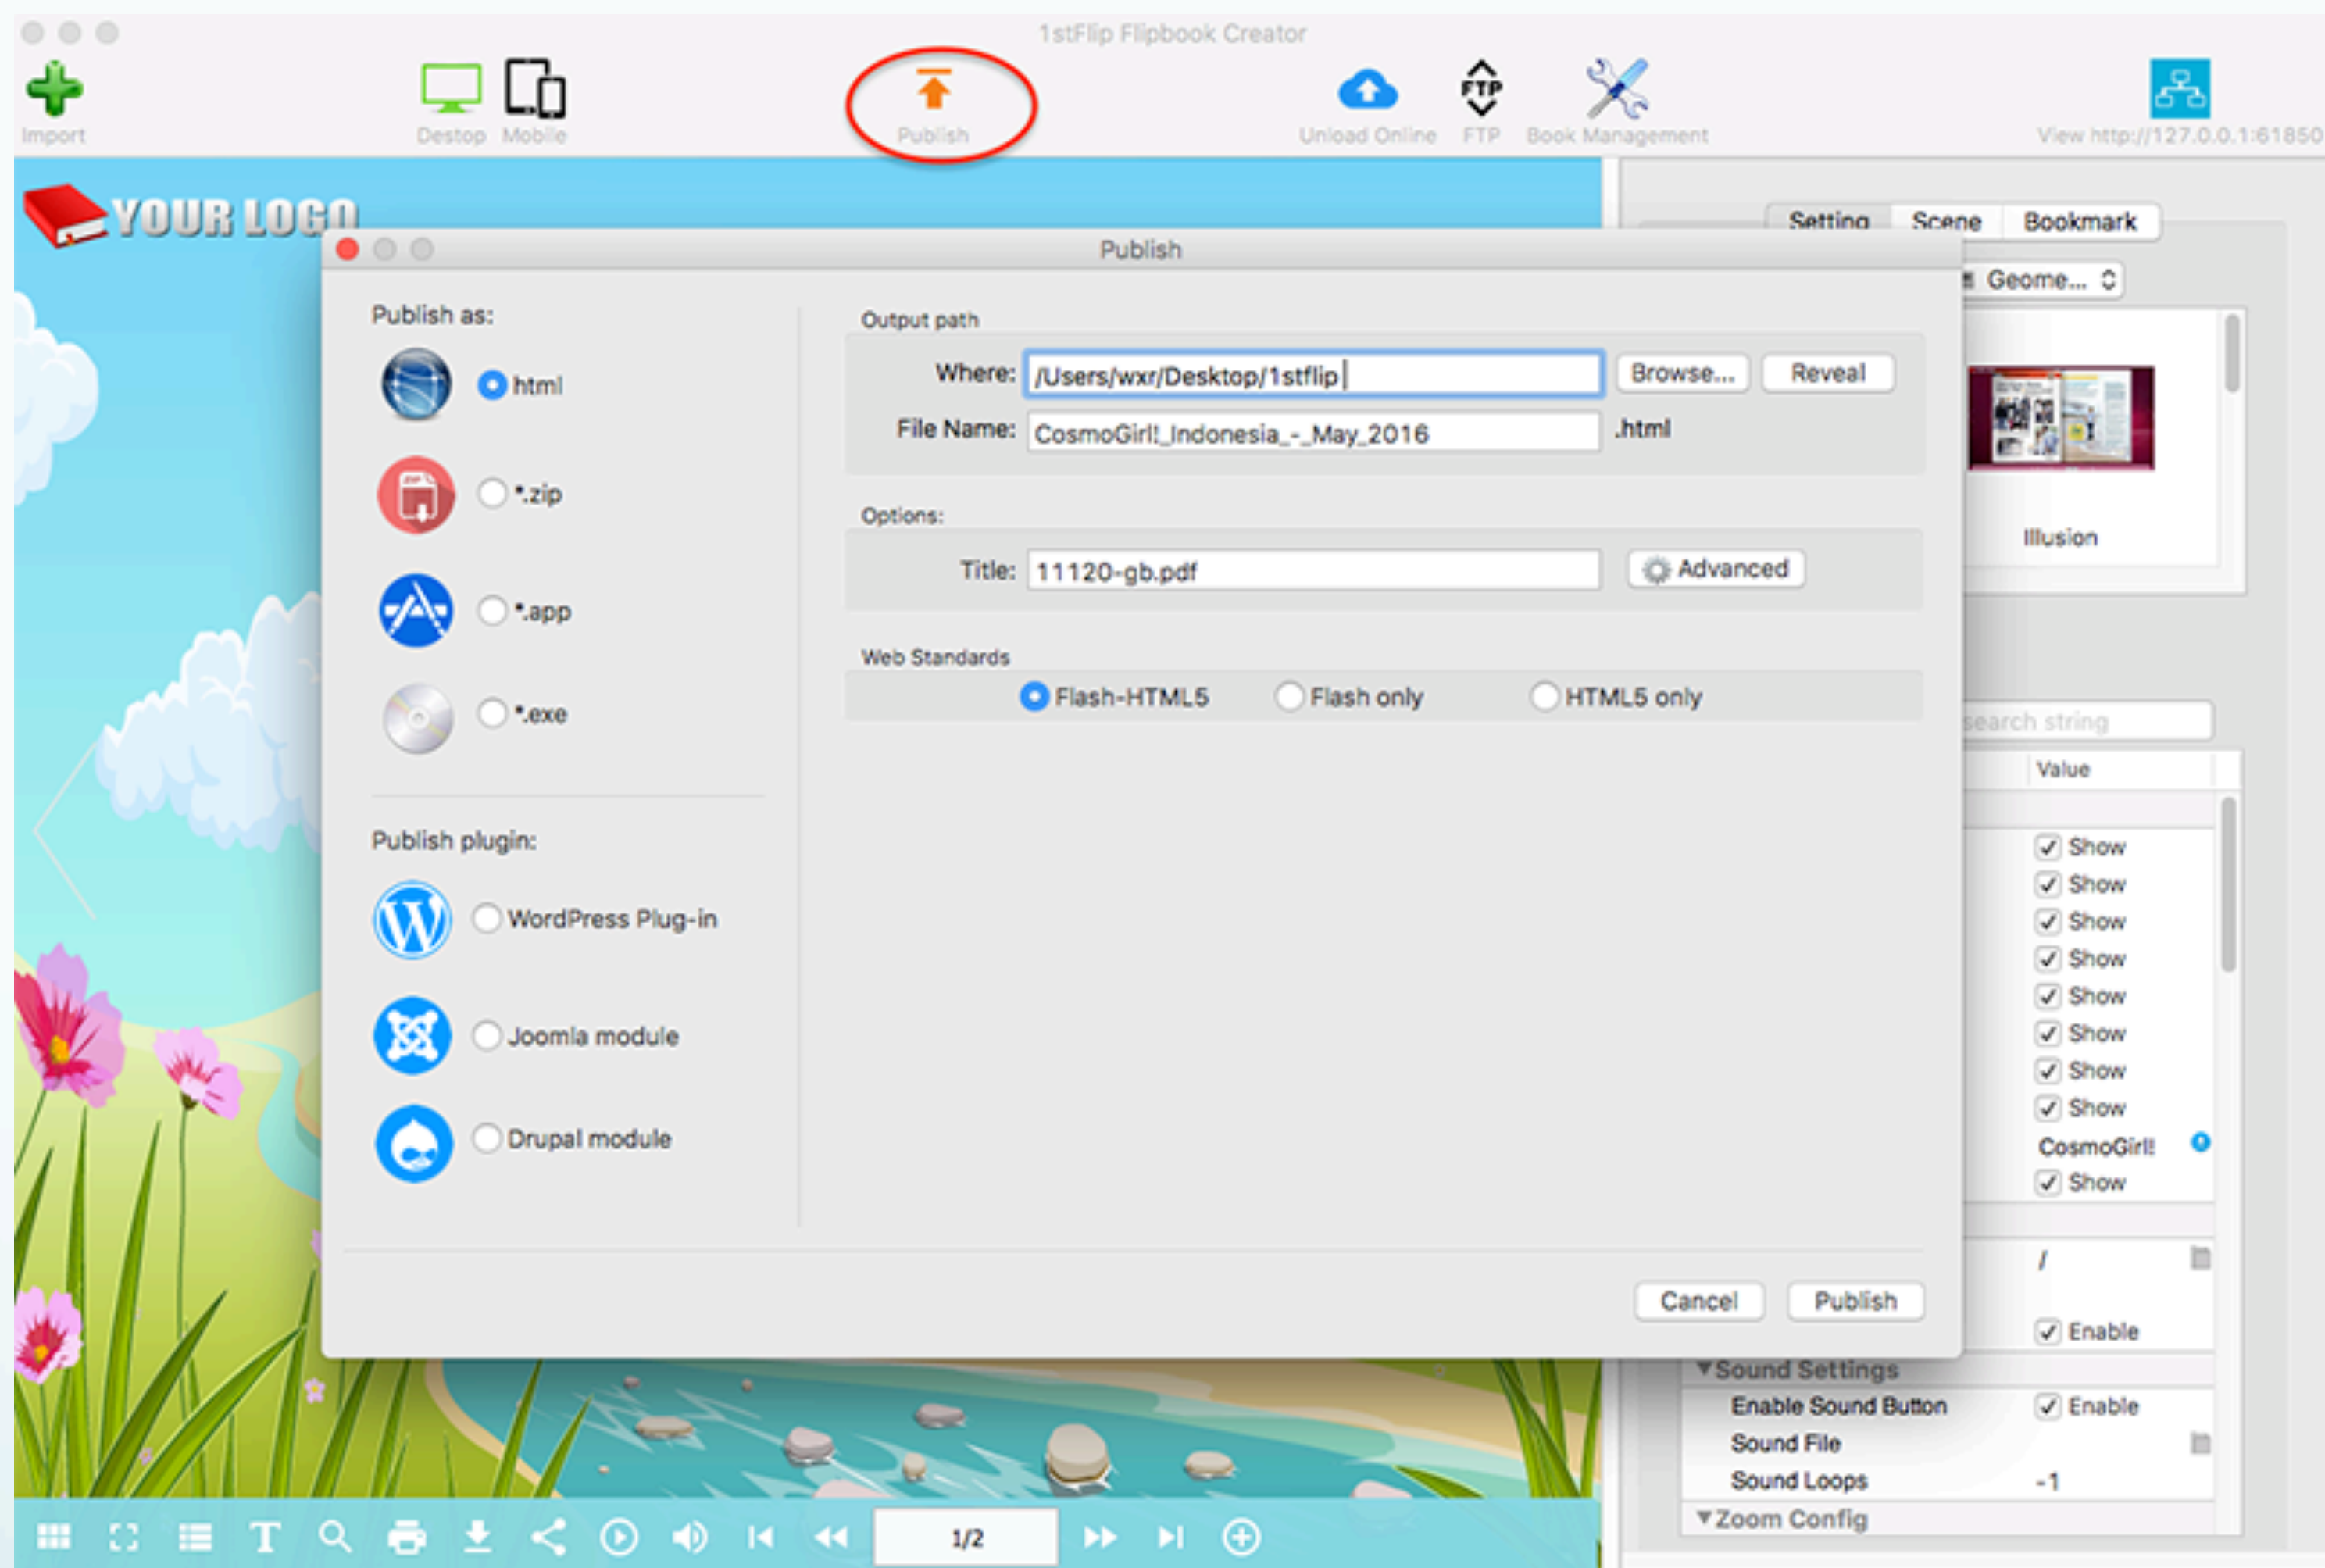 1stFlip Flipbook Creator
Import
Destop
Mobile
Publish
Unload Online
FTP
FTP
Book Management
View http://127.0.0.1:61850
YOUR LOGO
Setting
Scene
Bookmark
Publish
Geome...
Publish as:
html
*.zip
*.app
*.exe
Publish plugin:
WordPress Plug-in
Joomla module
Drupal module
Output path
Where: /Users/wxr/Desktop/1stflip
Browse...
Reveal
File Name: CosmoGirl!_Indonesia_-_May_2016 .html
Options:
Title: 11120-gb.pdf
Advanced
Web Standards
Flash-HTML5
Flash only
HTML5 only
Cancel
Publish
Illusion
search string
Value
Show
Show
Show
Show
Show
Show
Show
Show
CosmoGirl!
Show
/
Enable
Sound Settings
Enable Sound Button
Enable
Sound File
Sound Loops
-1
Zoom Config
T
1/2